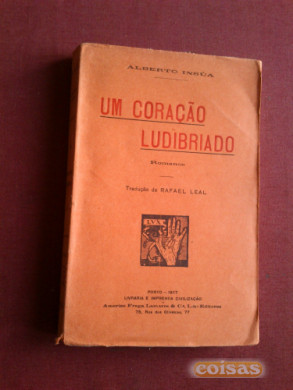 ALBERTO INSÚA
UM CORAÇÃO
LUDIBRIADO
Romance
Tradução de RAFAEL LEAL
PORTO
LIVRARIA E IMPRENSA CIVILIZAÇÃO
coisas